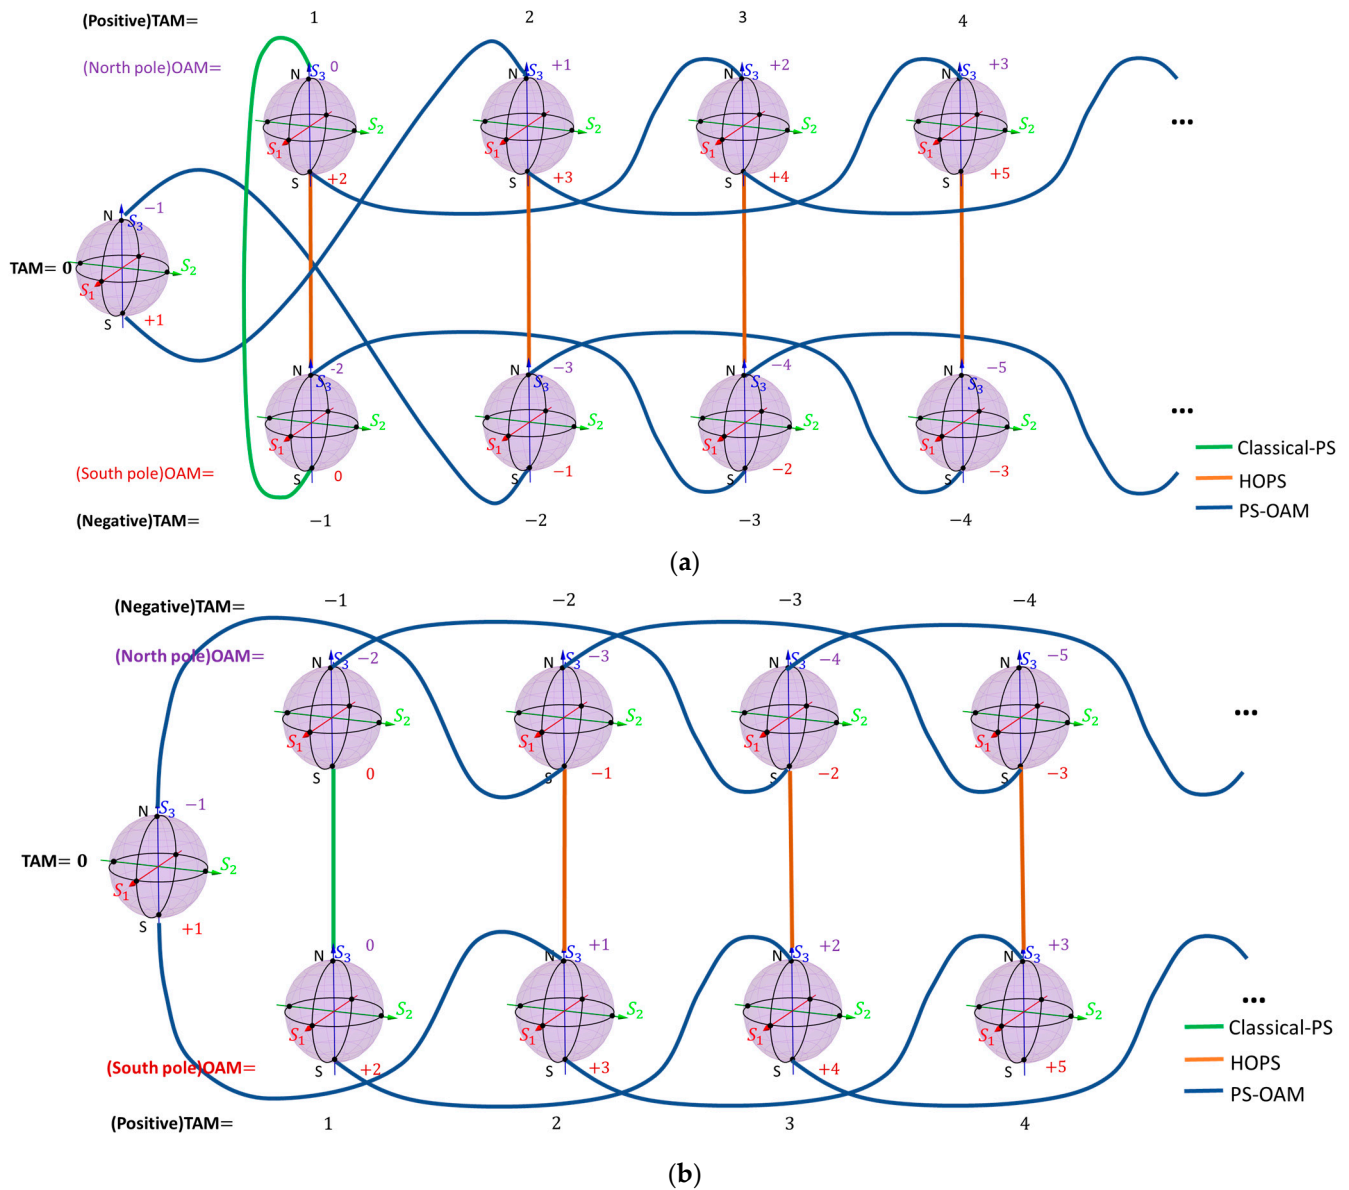 (Positive)TAM= 1 2 3 4
(North pole)OAM= N S₃ 0 N S₃ +1 N S₃ +2 N S₃ +3
S₂ S₂ S₂ S₂ ...
S₁ S₁ S₁ S₁
S +2 S +3 S +4 S +5
N S₃ −1
TAM= 0 S₂
S₁
S +1
N S₃ -2 N S₃ −3 N S₃ −4 N S₃ −5
S₂ S₂ S₂ S₂ ...
S₁ S₁ S₁ S₁
Classical-PS
(South pole)OAM= S 0 S −1 S −2 S −3
HOPS
PS-OAM
(Negative)TAM= −1 −2 −3 −4
(a)
(Negative)TAM= −1 −2 −3 −4
(North pole)OAM= N S₃ −2 N S₃ −3 N S₃ −4 N S₃ −5
S₂ S₂ S₂ S₂ ...
S₁ S₁ S₁ S₁
S 0 S −1 S −2 S −3
N S₃ −1
TAM= 0 S₂
S₁
S +1
N S₃ 0 N S₃ +1 N S₃ +2 N S₃ +3
S₂ S₂ S₂ S₂ ...
S₁ S₁ S₁ S₁
Classical-PS
(South pole)OAM= S +2 S +3 S +4 S +5
HOPS
PS-OAM
(Positive)TAM= 1 2 3 4
(b)